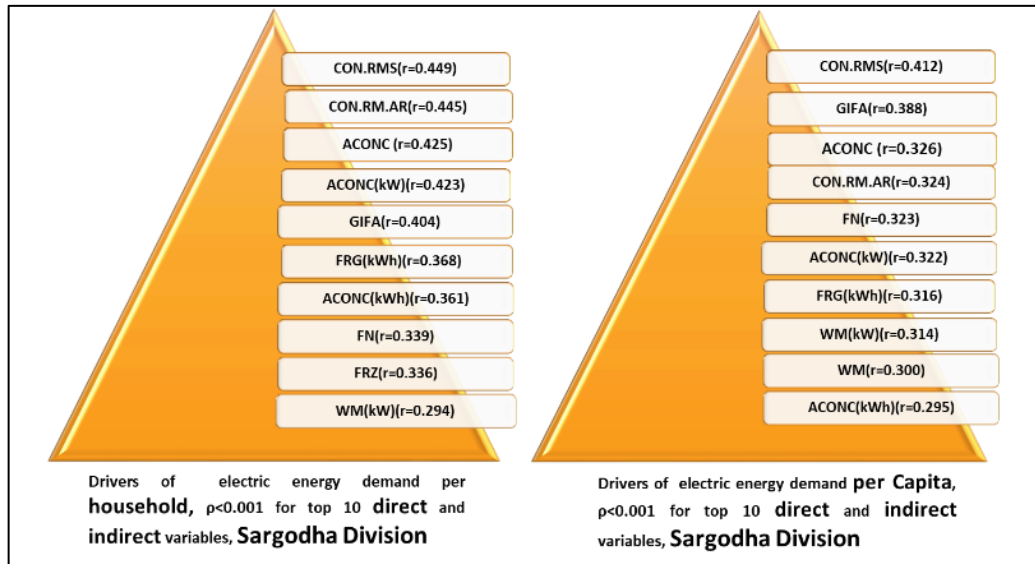 CON.RMS(r=0.449)
CON.RM.AR(r=0.445)
ACONC (r=0.425)
ACONC(kW)(r=0.423)
GIFA(r=0.404)
FRG(kWh)(r=0.368)
ACONC(kWh)(r=0.361)
FN(r=0.339)
FRZ(r=0.336)
WM(kW)(r=0.294)
Drivers of electric energy demand per
household, ρ<0.001 for top 10 direct and
indirect variables, Sargodha Division
CON.RMS(r=0.412)
GIFA(r=0.388)
ACONC (r=0.326)
CON.RM.AR(r=0.324)
FN(r=0.323)
ACONC(kW)(r=0.322)
FRG(kWh)(r=0.316)
WM(kW)(r=0.314)
WM(r=0.300)
ACONC(kWh)(r=0.295)
Drivers of electric energy demand per Capita,
ρ<0.001 for top 10 direct and indirect
variables, Sargodha Division